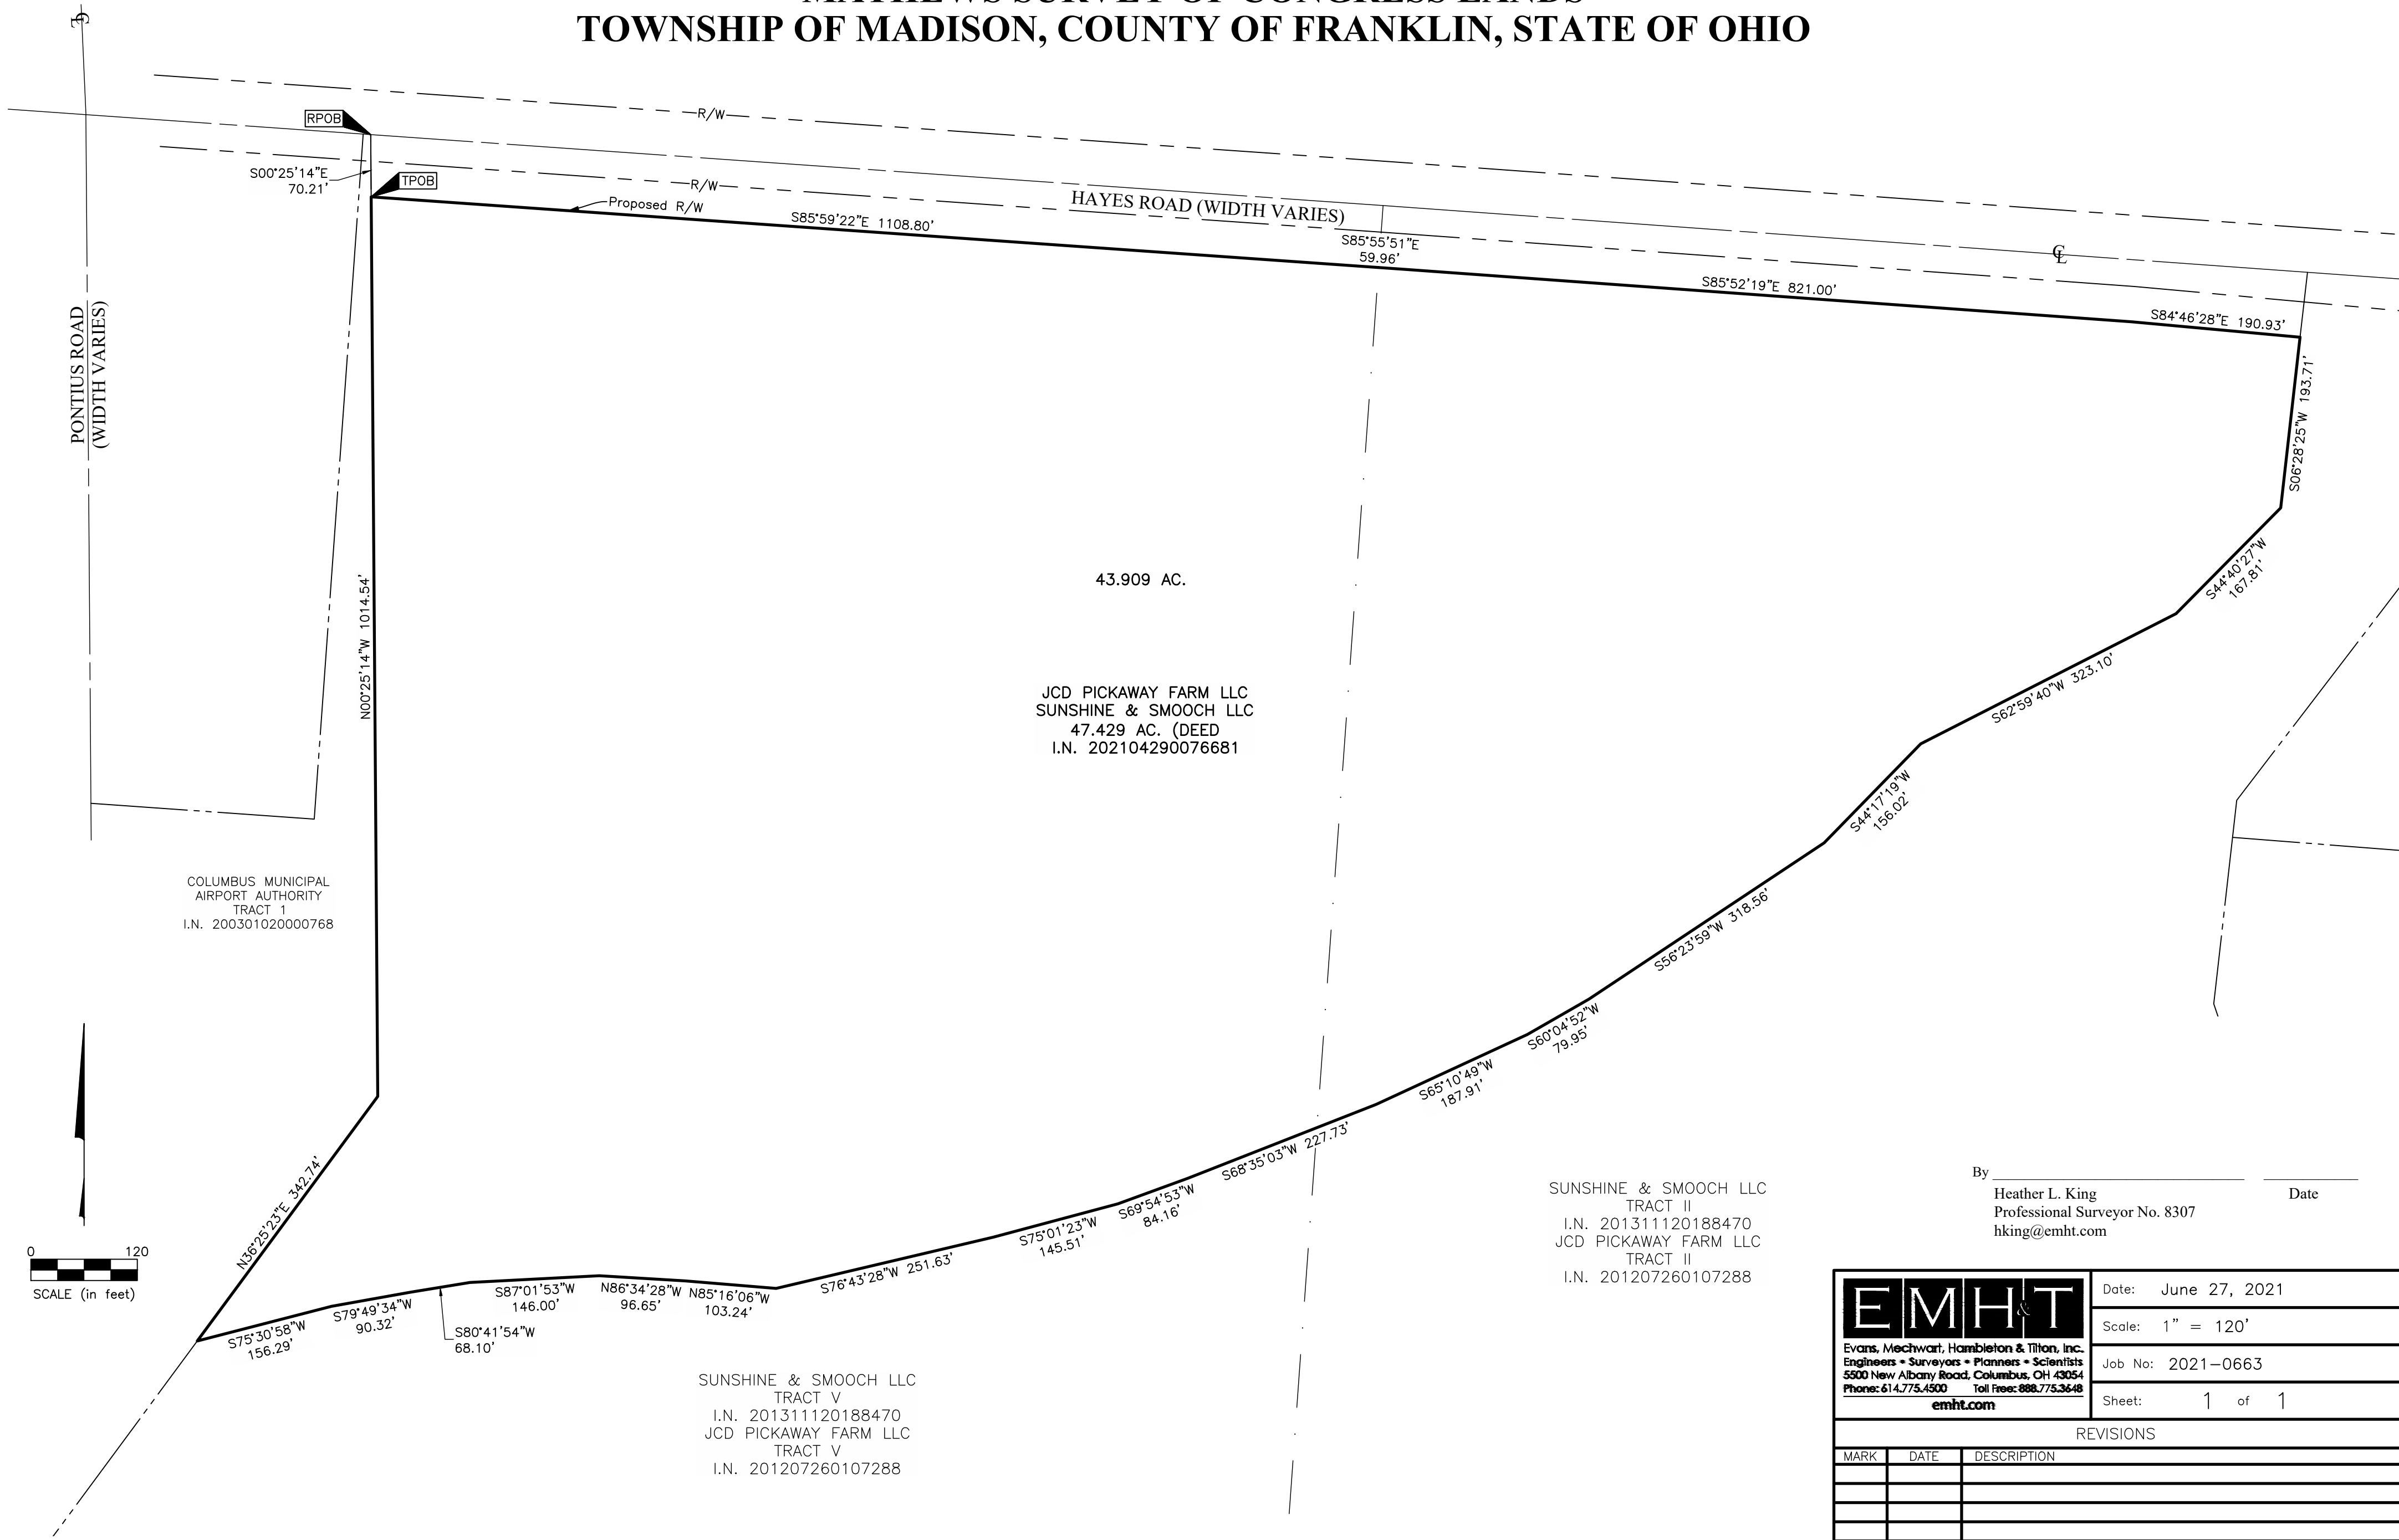 TOWNSHIP OF MADISON, COUNTY OF FRANKLIN, STATE OF OHIO
R/W
RPOB
S00°25'14"E
70.21'
TPOB
R/W
Proposed R/W
S85°59'22"E 1108.80'
HAYES ROAD (WIDTH VARIES)
S85°55'51"E
59.96'
S85°52'19"E 821.00'
S84°46'28"E 190.93'
PONTIUS ROAD
(WIDTH VARIES)
S06°28'25"W 193.71'
S44°40'27"W
167.81'
N00°25'14"W 1014.54'
43.909 AC.
S62°59'40"W 323.10'
JCD PICKAWAY FARM LLC
SUNSHINE & SMOOCH LLC
47.429 AC. (DEED
I.N. 202104290076681
S44°17'19"W
156.02'
COLUMBUS MUNICIPAL
AIRPORT AUTHORITY
TRACT 1
I.N. 200301020000768
S56°23'59"W 318.56'
S60°04'52"W
79.95'
S65°10'49"W
187.91'
S68°35'03"W 227.73'
S69°54'53"W
84.16'
S75°01'23"W
145.51'
S76°43'28"W 251.63'
N36°25'23"E 342.74'
N85°16'06"W
103.24'
N86°34'28"W
96.65'
S87°01'53"W
146.00'
S80°41'54"W
68.10'
S79°49'34"W
90.32'
S75°30'58"W
156.29'
0 120
SCALE (in feet)
SUNSHINE & SMOOCH LLC
TRACT II
I.N. 201311120188470
JCD PICKAWAY FARM LLC
TRACT II
I.N. 201207260107288
SUNSHINE & SMOOCH LLC
TRACT V
I.N. 201311120188470
JCD PICKAWAY FARM LLC
TRACT V
I.N. 201207260107288
By
Heather L. King Date
Professional Surveyor No. 8307
hking@emht.com
EMH&T
Evans, Mechwart, Hambleton & Tilton, Inc.
Engineers • Surveyors • Planners • Scientists
5500 New Albany Road, Columbus, OH 43054
Phone: 614.775.4500 Toll Free: 888.775.3648
emht.com
Date: June 27, 2021
Scale: 1" = 120'
Job No: 2021-0663
Sheet: 1 of 1
REVISIONS
MARK DATE DESCRIPTION